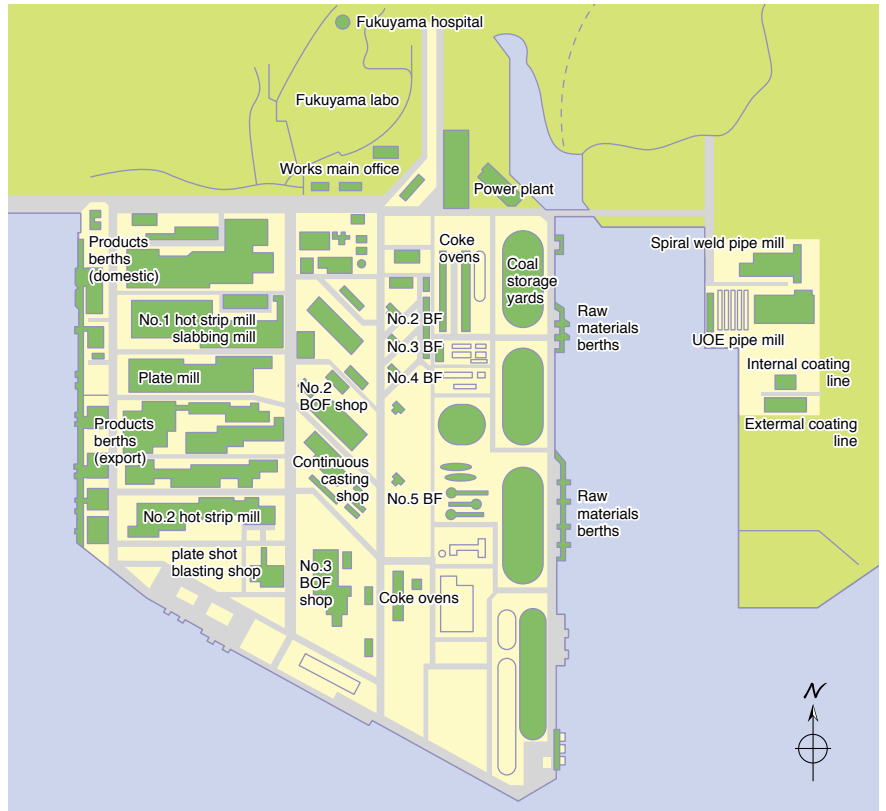 Fukuyama hospital
Fukuyama labo
Works main office
Power plant
Products
berths
(domestic)
Coke
ovens
Coal
storage
yards
Spiral weld pipe mill
No.1 hot strip mill
slabbing mill
No.2 BF
No.3 BF
No.4 BF
Raw
materials
berths
UOE pipe mill
Plate mill
Internal coating
line
No.2
BOF shop
Products
berths
(export)
Extermal coating
line
Continuous
casting
shop
No.5 BF
Raw
materials
berths
No.2 hot strip mill
plate shot
blasting shop
No.3
BOF
shop
Coke ovens
N